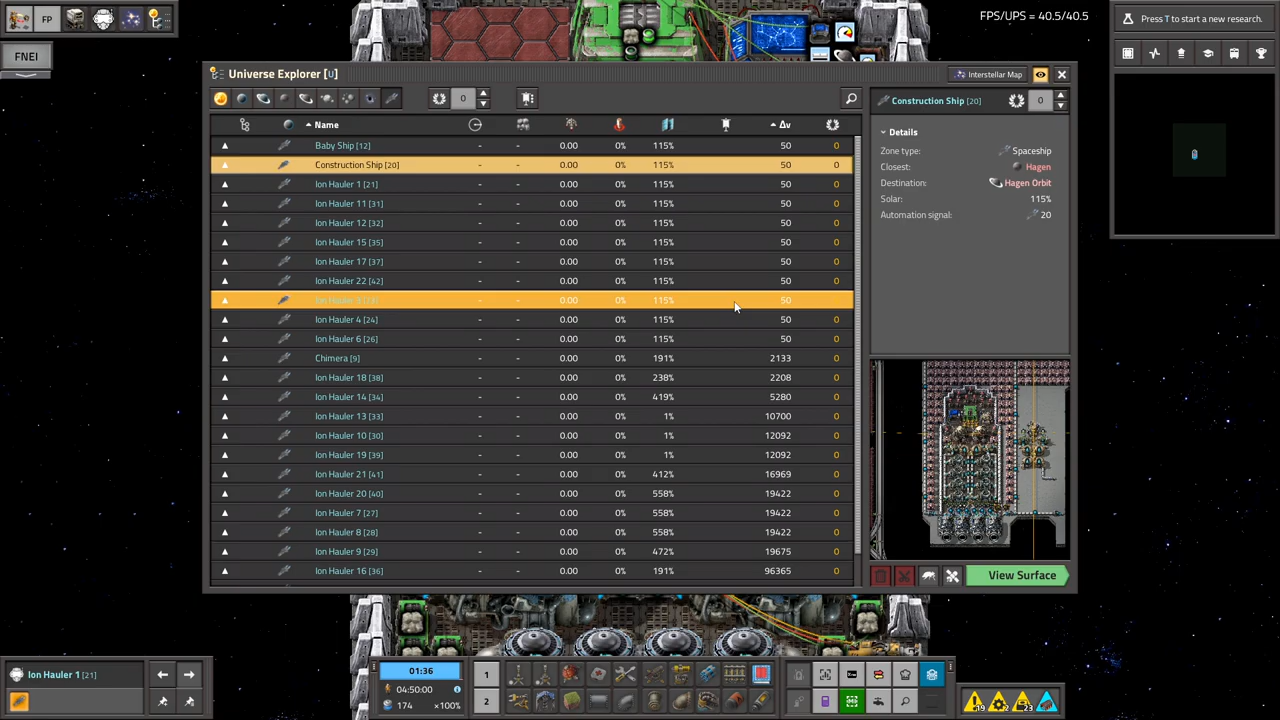 FP
FPS/UPS = 40.5/40.5
Press T to start a new research.
FNEI
Universe Explorer [U]
Interstellar Map
0
Construction Ship [20]
0
Name
Δv
Details
Baby Ship [12] - - 0.00 0% 115% 50 0
Construction Ship [20] - - 0.00 0% 115% 50 0
Ion Hauler 1 [21] - - 0.00 0% 115% 50 0
Ion Hauler 11 [31] - - 0.00 0% 115% 50 0
Ion Hauler 12 [32] - - 0.00 0% 115% 50 0
Ion Hauler 15 [35] - - 0.00 0% 115% 50 0
Ion Hauler 17 [37] - - 0.00 0% 115% 50 0
Ion Hauler 22 [42] - - 0.00 0% 115% 50 0
Ion Hauler 3 [23] - - 0.00 0% 115% 50
Ion Hauler 4 [24] - - 0.00 0% 115% 50 0
Ion Hauler 6 [26] - - 0.00 0% 115% 50 0
Chimera [9] - - 0.00 0% 191% 2133 0
Ion Hauler 18 [38] - - 0.00 0% 238% 2208 0
Ion Hauler 14 [34] - - 0.00 0% 419% 5280 0
Ion Hauler 13 [33] - - 0.00 0% 1% 10700 0
Ion Hauler 10 [30] - - 0.00 0% 1% 12092 0
Ion Hauler 19 [39] - - 0.00 0% 1% 12092 0
Ion Hauler 21 [41] - - 0.00 0% 412% 16969 0
Ion Hauler 20 [40] - - 0.00 0% 558% 19422 0
Ion Hauler 7 [27] - - 0.00 0% 558% 19422 0
Ion Hauler 8 [28] - - 0.00 0% 558% 19422 0
Ion Hauler 9 [29] - - 0.00 0% 472% 19675 0
Ion Hauler 16 [36] - - 0.00 0% 191% 96365 0
Zone type: Spaceship
Closest: Hagen
Destination: Hagen Orbit
Solar: 115%
Automation signal: 20
View Surface
Ion Hauler 1 [21]
01:36
04:50:00
174 ×100%
1
2